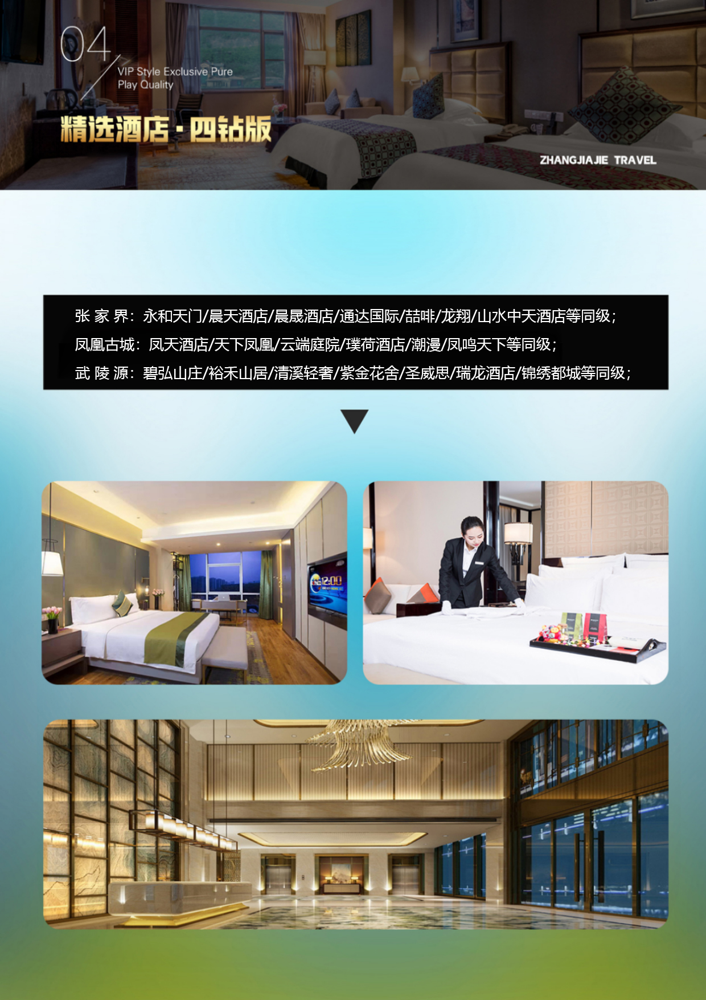 04
VIP Style Exclusive Pure
Play Quality
精选酒店·四钻版
ZHANGJIAJIE TRAVEL
张 家 界：永和天门/晨天酒店/晨晟酒店/通达国际/喆啡/龙翔/山水中天酒店等同级；
凤凰古城：凤天酒店/天下凤凰/云端庭院/璞荷酒店/潮漫/凤鸣天下等同级；
武 陵 源：碧弘山庄/裕禾山居/清溪轻奢/紫金花舍/圣威思/瑞龙酒店/锦绣都城等同级；
12:00